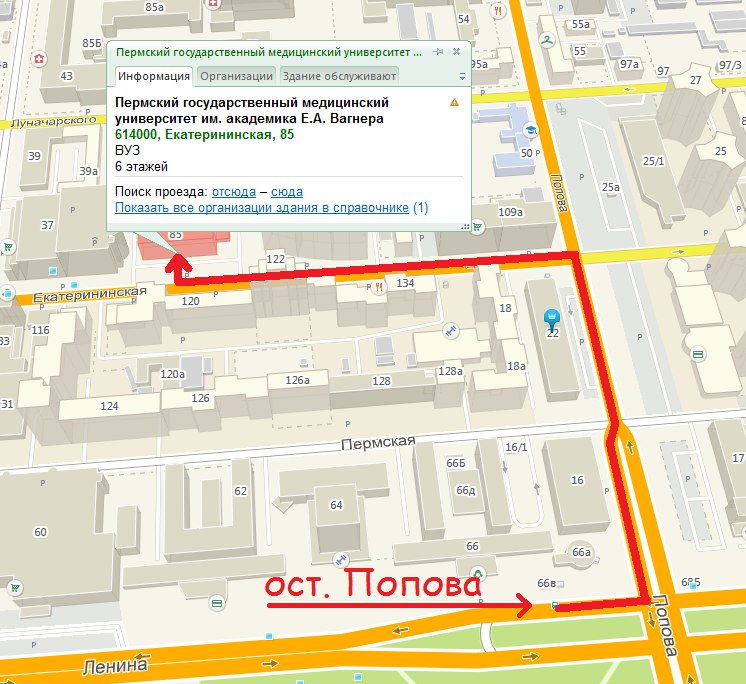 85а
54
55а
85Б
43
95а
55
97а
97
97/3
27
Пермский государственный медицинский университет ...
Информация
Организации
Здание обслуживают
Пермский государственный медицинский
университет им. академика Е.А. Вагнера
614000, Екатерининская, 85
ВУЗ
6 этажей
Поиск проезда: отсюда – сюда
Показать все организации здания в справочнике (1)
Луначарского
39
39а
37
50
Попова
25/1
25
25а
109а
85
122
Екатерининская
120
134
116
18
22
33
120а
18а
31
124
126
126а
128
128а
Пермская
16/1
17
62
66Б
66д
16
64
60
66
66а
ост. Попова
66в
68Б
Попова
Ленина